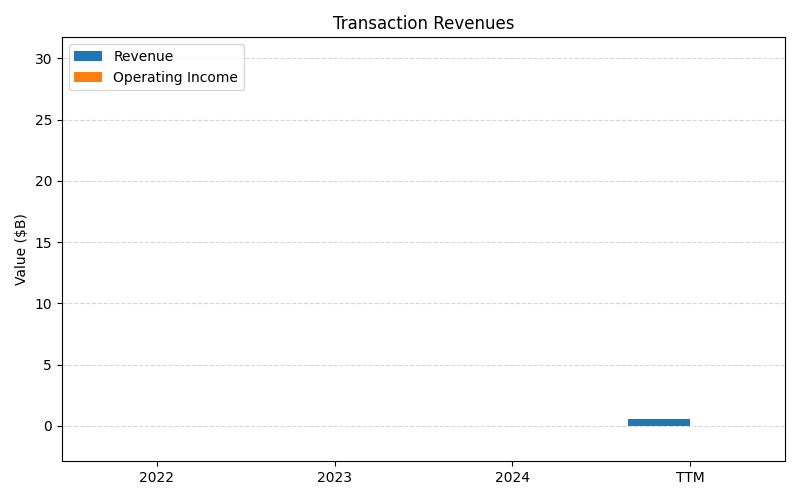 Transaction Revenues
Revenue
Operating Income
Value ($B)
30
25
20
15
10
5
0
2022 2023 2024 TTM